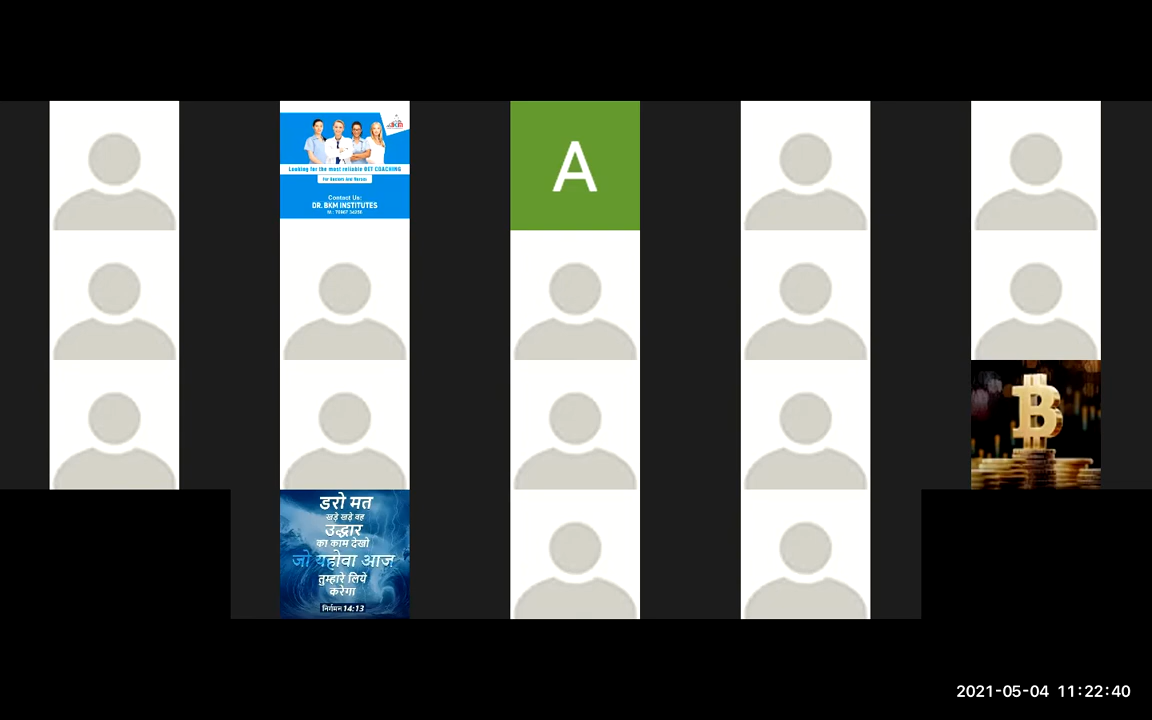 Looking for the most reliable OET COACHING
For Doctors And Nurses
A
Contact Us:
DR. BKM INSTITUTES
डरो मत
खड़े खड़े वह
उद्धार
का काम देखो
जो यहोवा आज
तुम्हारे लिये
करेगा
निर्गमन 14:13
2021-05-04 11:22:40